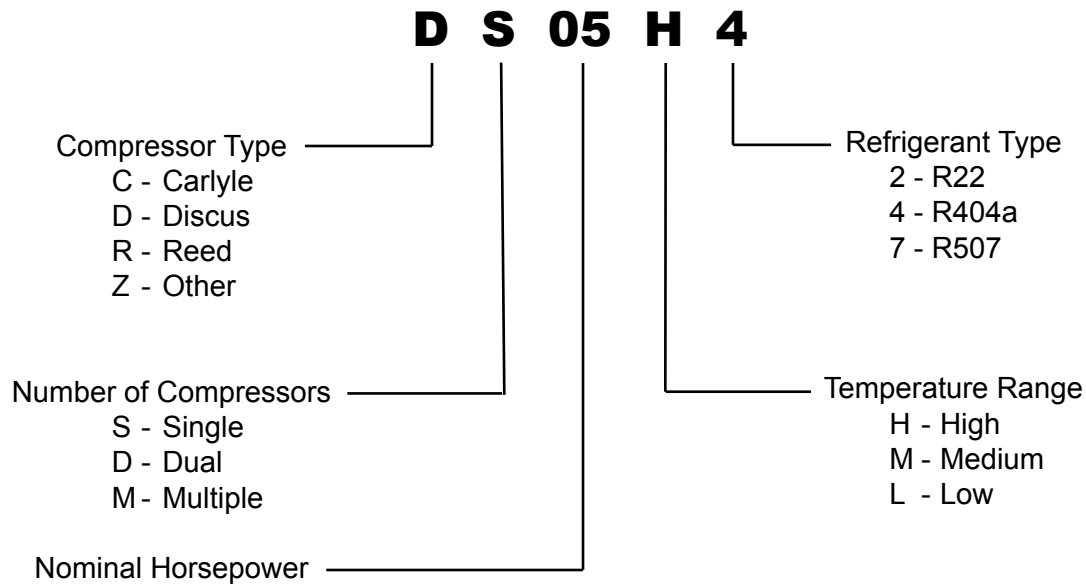 D S 05 H 4
Compressor Type
C - Carlyle
D - Discus
R - Reed
Z - Other
Refrigerant Type
2 - R22
4 - R404a
7 - R507
Number of Compressors
S - Single
D - Dual
M - Multiple
Temperature Range
H - High
M - Medium
L - Low
Nominal Horsepower